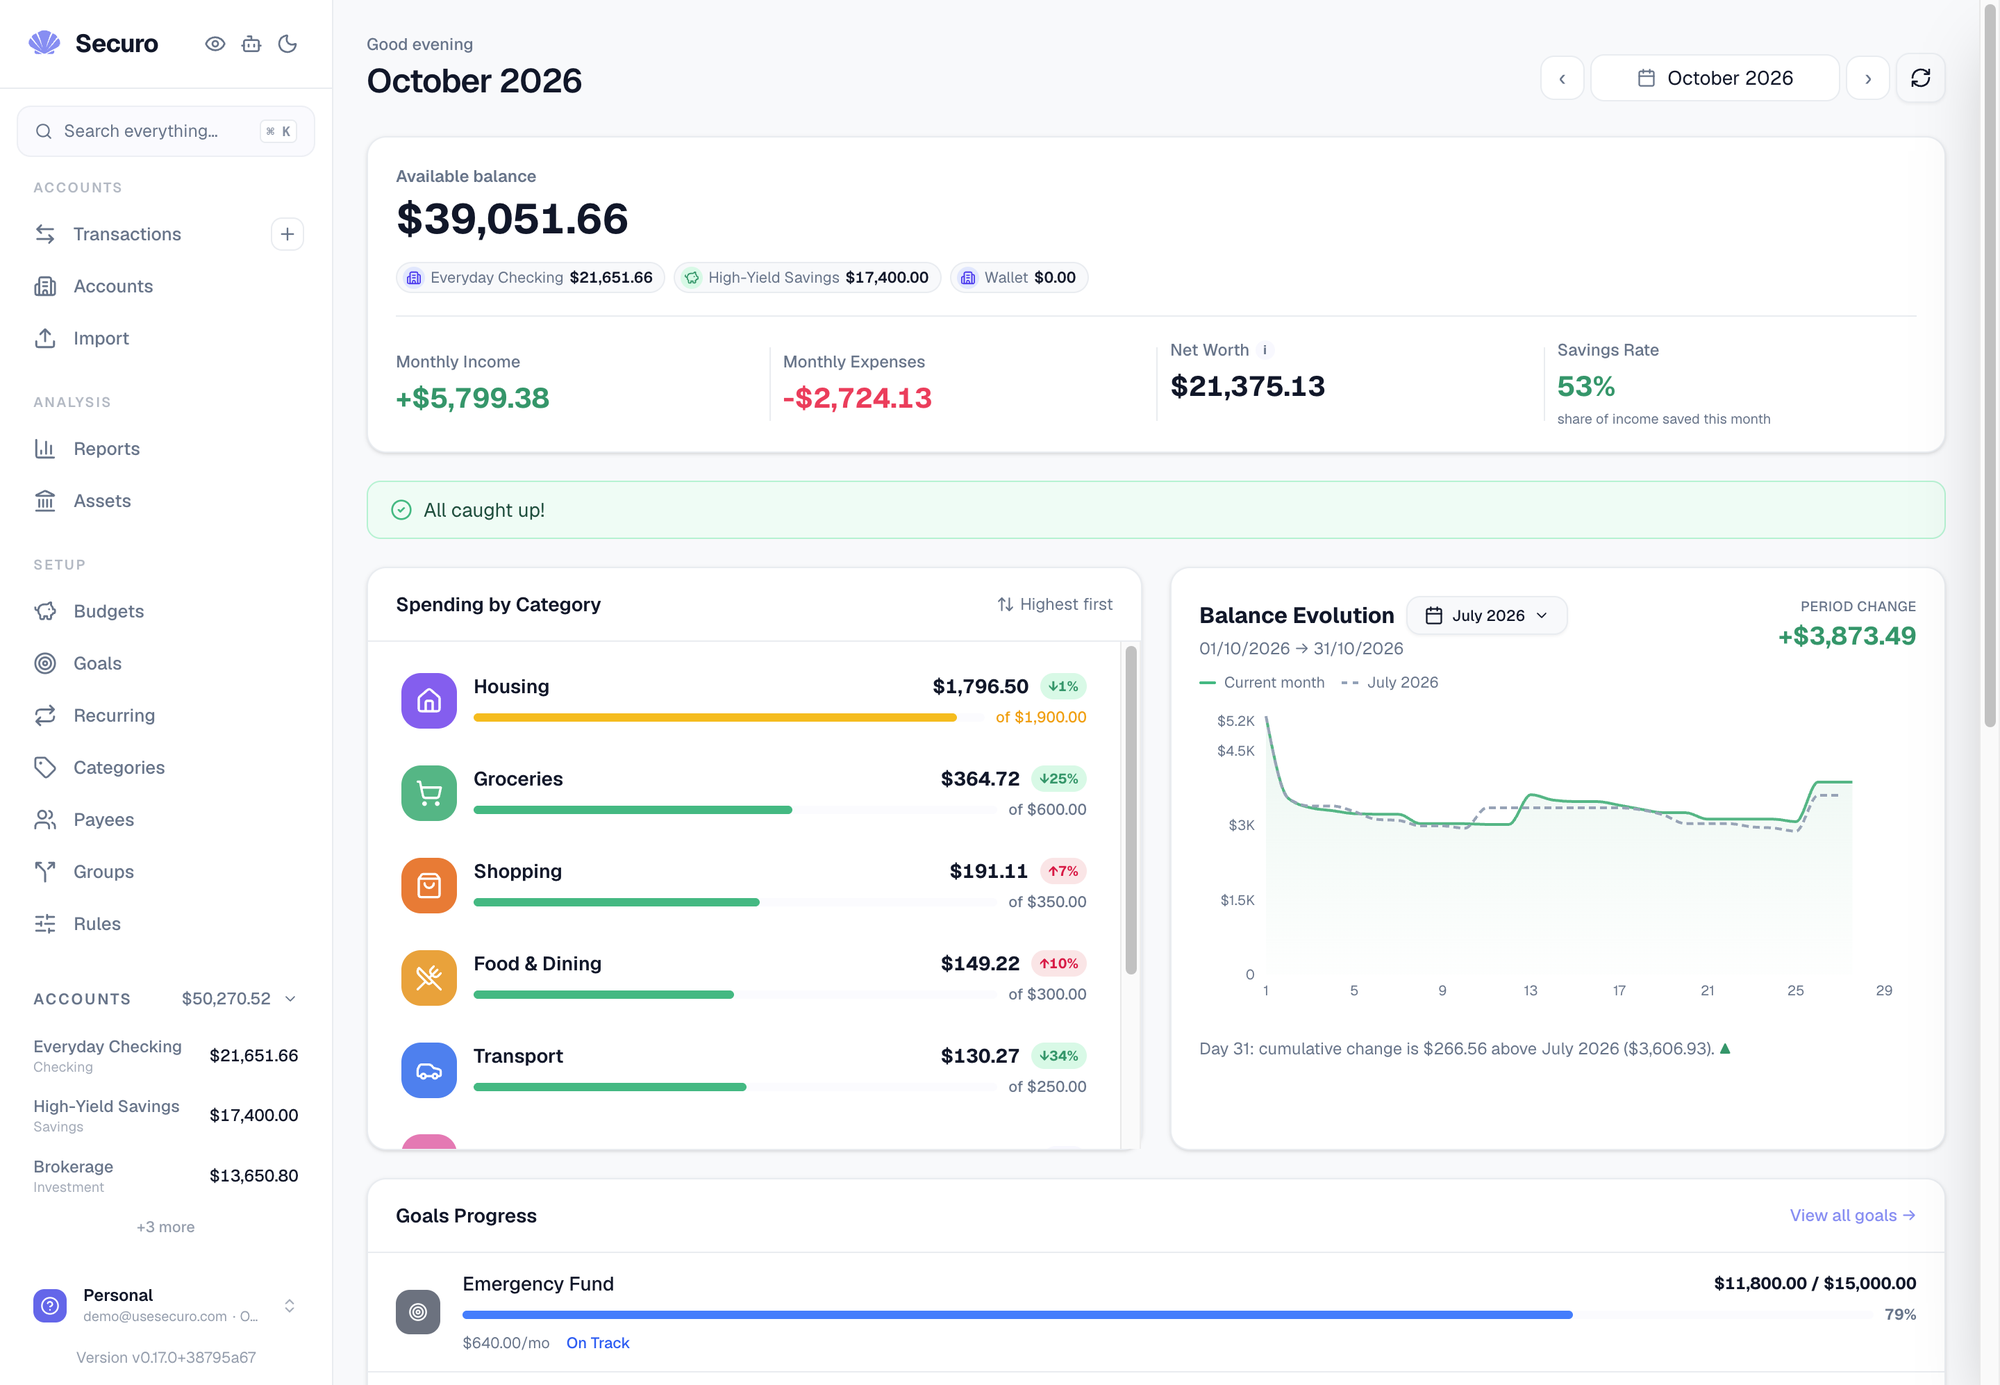 Securo
Search everything...
⌘ K
ACCOUNTS
Transactions
Accounts
Import
ANALYSIS
Reports
Assets
SETUP
Budgets
Goals
Recurring
Categories
Payees
Groups
Rules
ACCOUNTS $50,270.52
Everyday Checking $21,651.66
Checking
High-Yield Savings $17,400.00
Savings
Brokerage $13,650.80
Investment
+3 more
Personal
demo@usesecuro.com · O...
Version v0.17.0+38795a67
Good evening
October 2026
October 2026
Available balance
$39,051.66
Everyday Checking $21,651.66
High-Yield Savings $17,400.00
Wallet $0.00
Monthly Income
+$5,799.38
Monthly Expenses
-$2,724.13
Net Worth i
$21,375.13
Savings Rate
53%
share of income saved this month
All caught up!
Spending by Category
Highest first
Housing $1,796.50 ↓1%
of $1,900.00
Groceries $364.72 ↓25%
of $600.00
Shopping $191.11 ↑7%
of $350.00
Food & Dining $149.22 ↑10%
of $300.00
Transport $130.27 ↓34%
of $250.00
Balance Evolution
July 2026
01/10/2026 → 31/10/2026
PERIOD CHANGE
+$3,873.49
Current month
July 2026
$5.2K
$4.5K
$3K
$1.5K
0
1 5 9 13 17 21 25 29
Day 31: cumulative change is $266.56 above July 2026 ($3,606.93). ▲
Goals Progress
View all goals →
Emergency Fund
$11,800.00 / $15,000.00
79%
$640.00/mo On Track